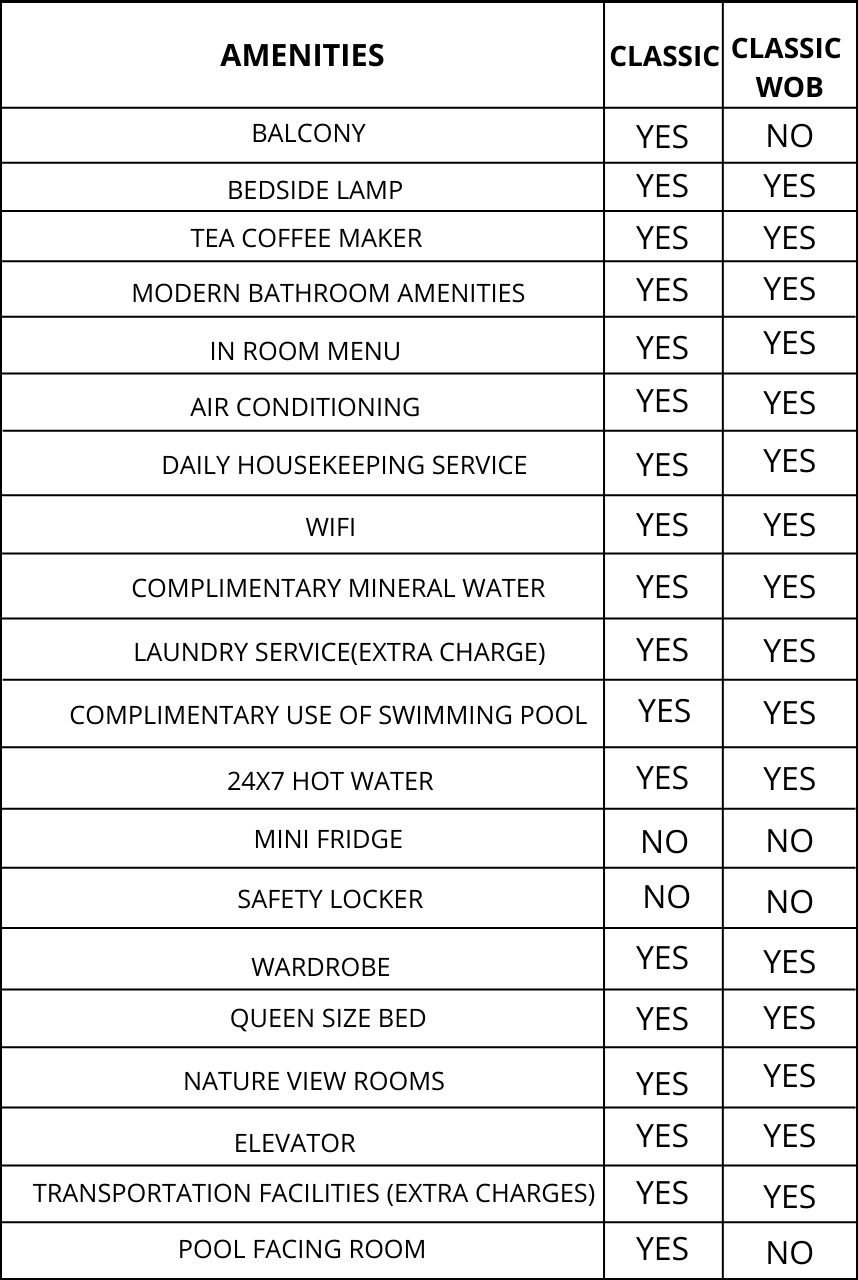 AMENITIES CLASSIC CLASSIC
WOB
BALCONY YES NO
BEDSIDE LAMP YES YES
TEA COFFEE MAKER YES YES
MODERN BATHROOM AMENITIES YES YES
IN ROOM MENU YES YES
AIR CONDITIONING YES YES
DAILY HOUSEKEEPING SERVICE YES YES
WIFI YES YES
COMPLIMENTARY MINERAL WATER YES YES
LAUNDRY SERVICE(EXTRA CHARGE) YES YES
COMPLIMENTARY USE OF SWIMMING POOL YES YES
24X7 HOT WATER YES YES
MINI FRIDGE NO NO
SAFETY LOCKER NO NO
WARDROBE YES YES
QUEEN SIZE BED YES YES
NATURE VIEW ROOMS YES YES
ELEVATOR YES YES
TRANSPORTATION FACILITIES (EXTRA CHARGES) YES YES
POOL FACING ROOM YES NO